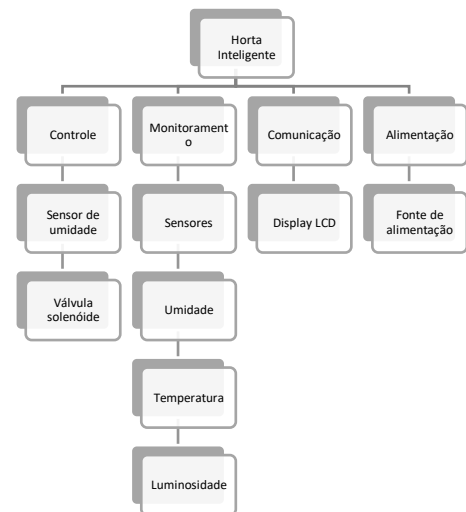 Horta
Inteligente
Controle
Monitorament
o
Comunicação
Alimentação
Sensor de
umidade
Sensores
Display LCD
Fonte de
alimentação
Válvula
solenóide
Umidade
Temperatura
Luminosidade